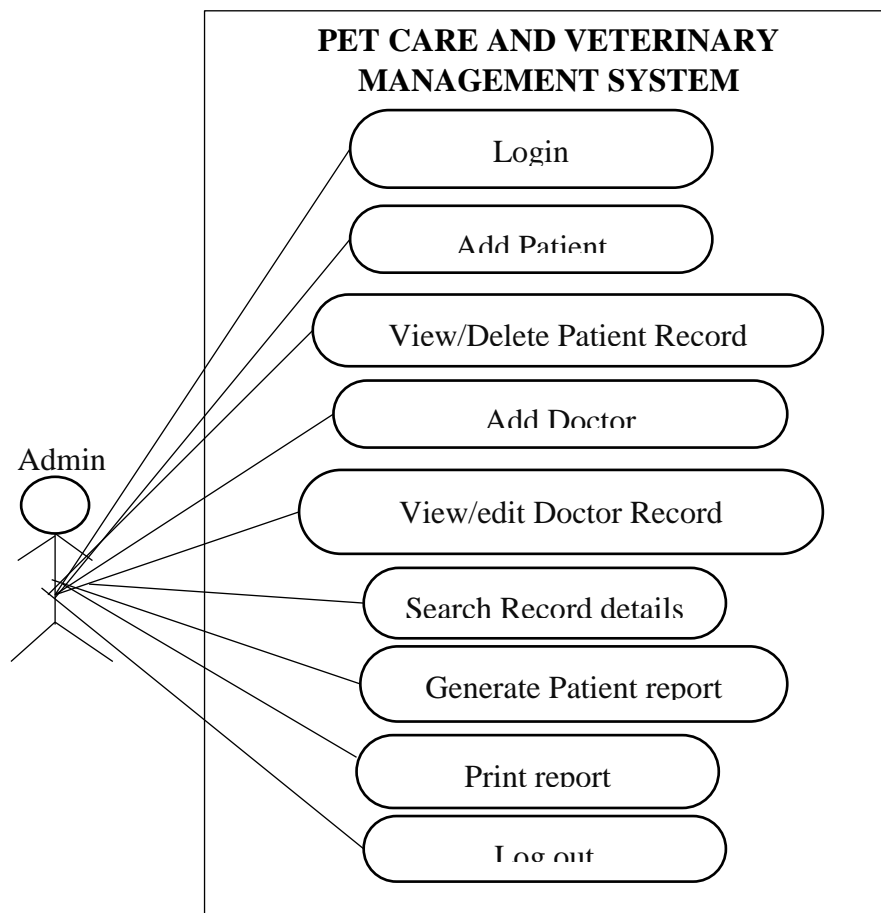 PET CARE AND VETERINARY
MANAGEMENT SYSTEM
Login
Add Patient
View/Delete Patient Record
Add Doctor
Admin
View/edit Doctor Record
Search Record details
Generate Patient report
Print report
Log out